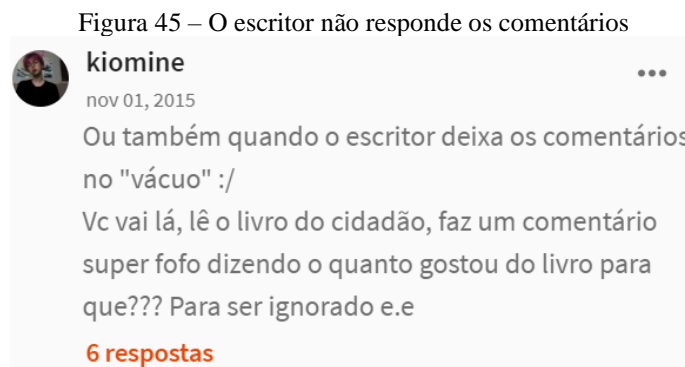 Figura 45 – O escritor não responde os comentários
kiomine
nov 01, 2015
Ou também quando o escritor deixa os comentários
no "vácuo" :/
Vc vai lá, lê o livro do cidadão, faz um comentário
super fofo dizendo o quanto gostou do livro para
que??? Para ser ignorado e.e
6 respostas